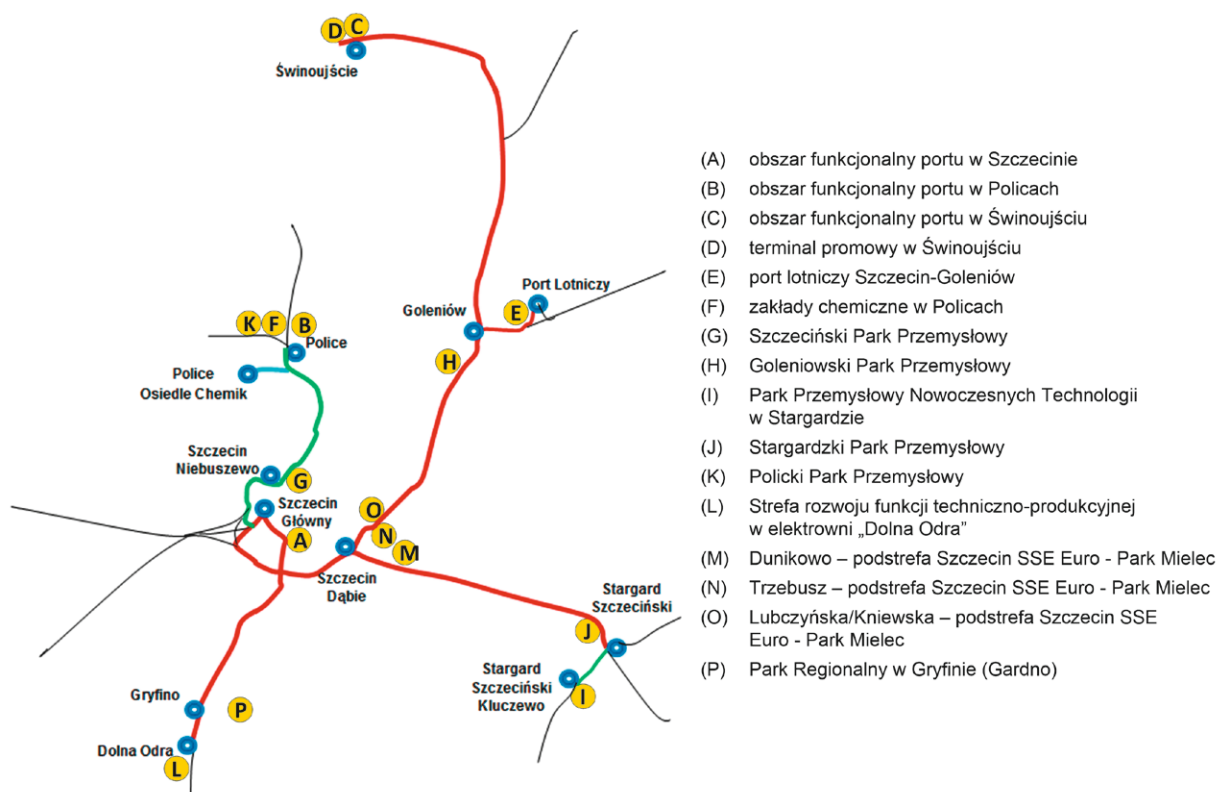 D
C
Świnoujście
Port Lotniczy
E
Goleniów
H
K
F
B
Police
Police
Osiedle Chemik
Szczecin
Niebuszewo
G
Szczecin
Główny
A
O
N
M
Szczecin
Dąbie
Stargard
Szczeciński
J
Stargard
Szczeciński
Kluczewo
I
Gryfino
P
Dolna Odra
L
(A) obszar funkcjonalny portu w Szczecinie
(B) obszar funkcjonalny portu w Policach
(C) obszar funkcjonalny portu w Świnoujściu
(D) terminal promowy w Świnoujściu
(E) port lotniczy Szczecin-Goleniów
(F) zakłady chemiczne w Policach
(G) Szczeciński Park Przemysłowy
(H) Goleniowski Park Przemysłowy
(I) Park Przemysłowy Nowoczesnych Technologii
w Stargardzie
(J) Stargardzki Park Przemysłowy
(K) Policki Park Przemysłowy
(L) Strefa rozwoju funkcji techniczno-produkcyjnej
w elektrowni „Dolna Odra”
(M) Dunikowo – podstrefa Szczecin SSE Euro - Park Mielec
(N) Trzebusz – podstrefa Szczecin SSE Euro - Park Mielec
(O) Lubczyńska/Kniewska – podstrefa Szczecin SSE
Euro - Park Mielec
(P) Park Regionalny w Gryfinie (Gardno)